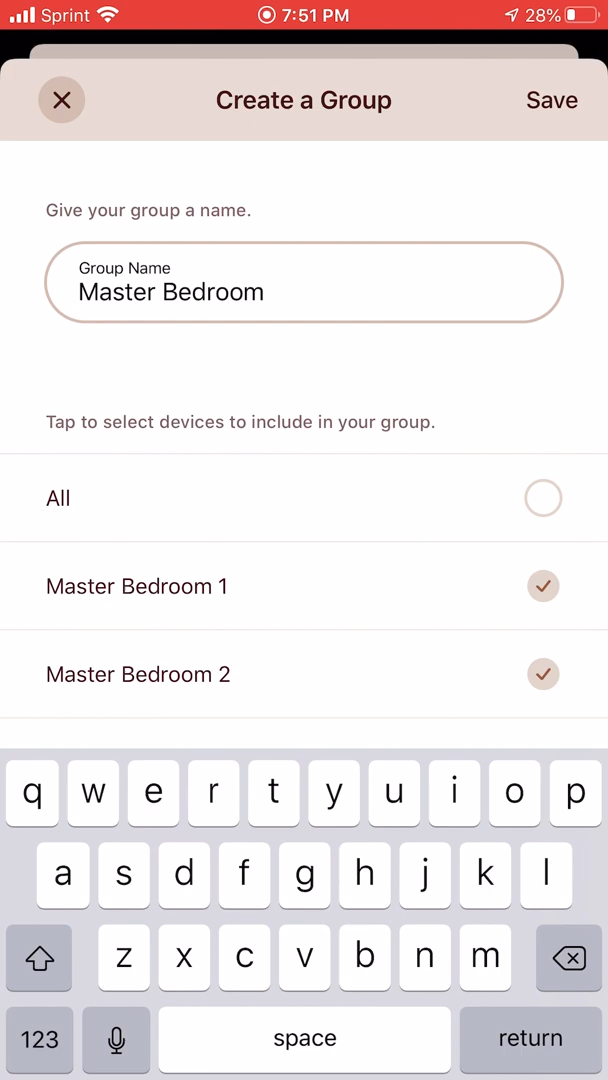 Sprint 7:51 PM 28%
Create a Group Save
Give your group a name.
Group Name
Master Bedroom
Tap to select devices to include in your group.
All
Master Bedroom 1
Master Bedroom 2
q w e r t y u i o p
a s d f g h j k l
z x c v b n m
123 space return